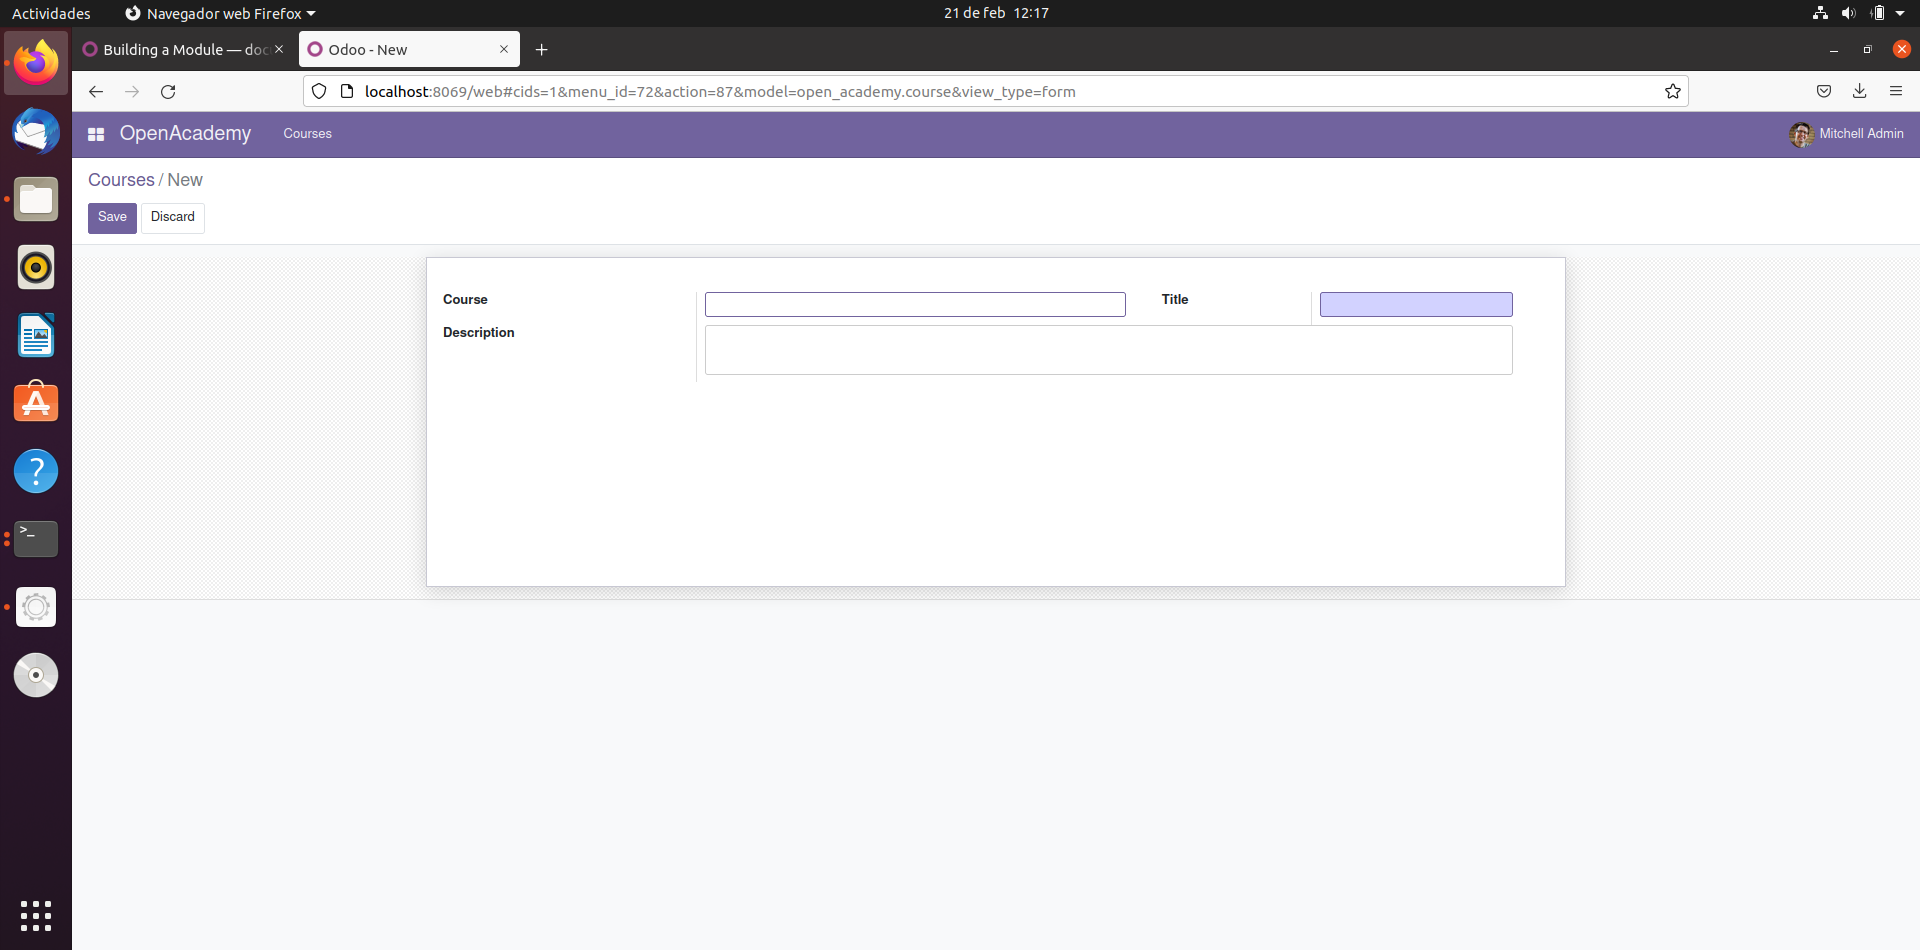 Actividades Navegador web Firefox 21 de feb 12:17
Building a Module — doc Odoo - New
localhost:8069/web#cids=1&menu_id=72&action=87&model=open_academy.course&view_type=form
OpenAcademy Courses Mitchell Admin
Courses / New
Save Discard
Course Title
Description